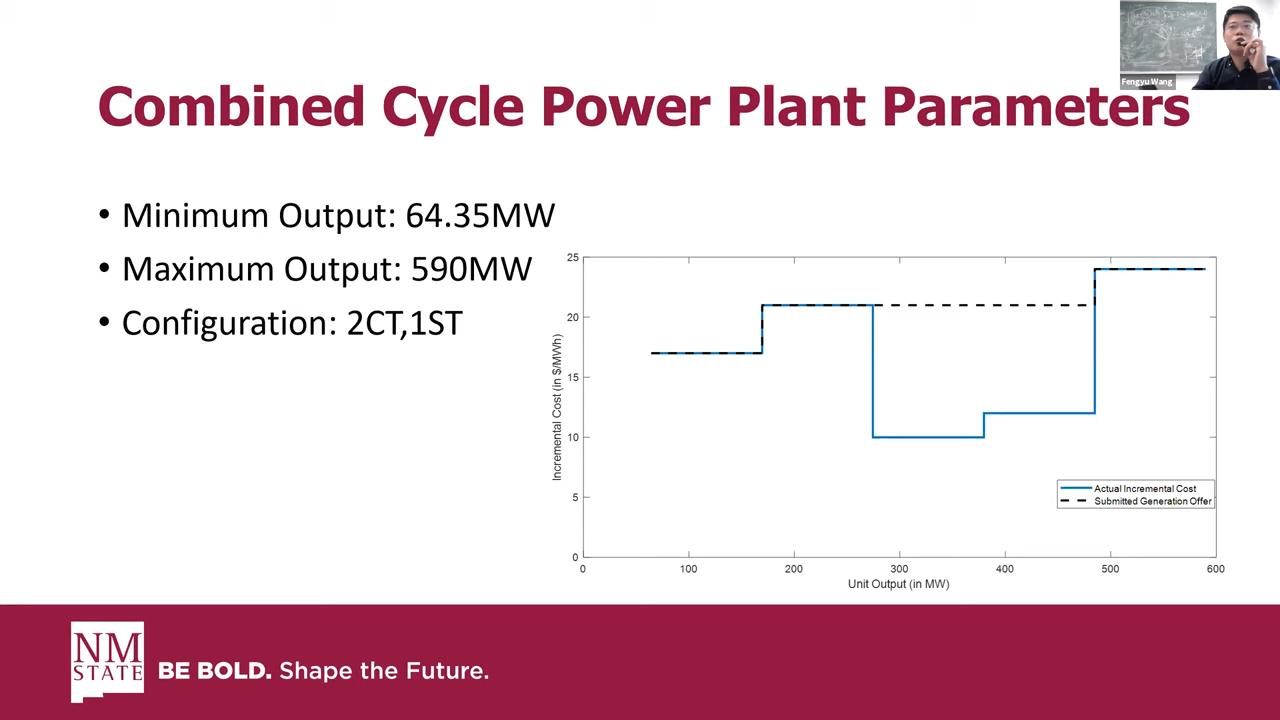 Fengyu Wang
Combined Cycle Power Plant Parameters
• Minimum Output: 64.35MW
• Maximum Output: 590MW
• Configuration: 2CT,1ST
25
20
15
10
5
0
Incremental Cost (in $/MWh)
0 100 200 300 400 500 600
Unit Output (in MW)
Actual Incremental Cost
Submitted Generation Offer
NM
STATE
BE BOLD. Shape the Future.